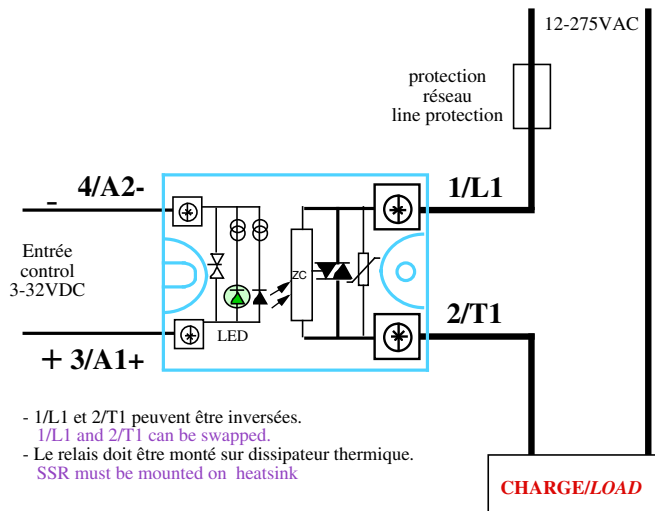 12-275VAC
protection
réseau
line protection
4/A2-
1/L1
-
Entrée
control
3-32VDC
ZC
LED
2/T1
+ 3/A1+
- 1/L1 et 2/T1 peuvent être inversées.
1/L1 and 2/T1 can be swapped.
- Le relais doit être monté sur dissipateur thermique.
SSR must be mounted on heatsink
CHARGE/LOAD